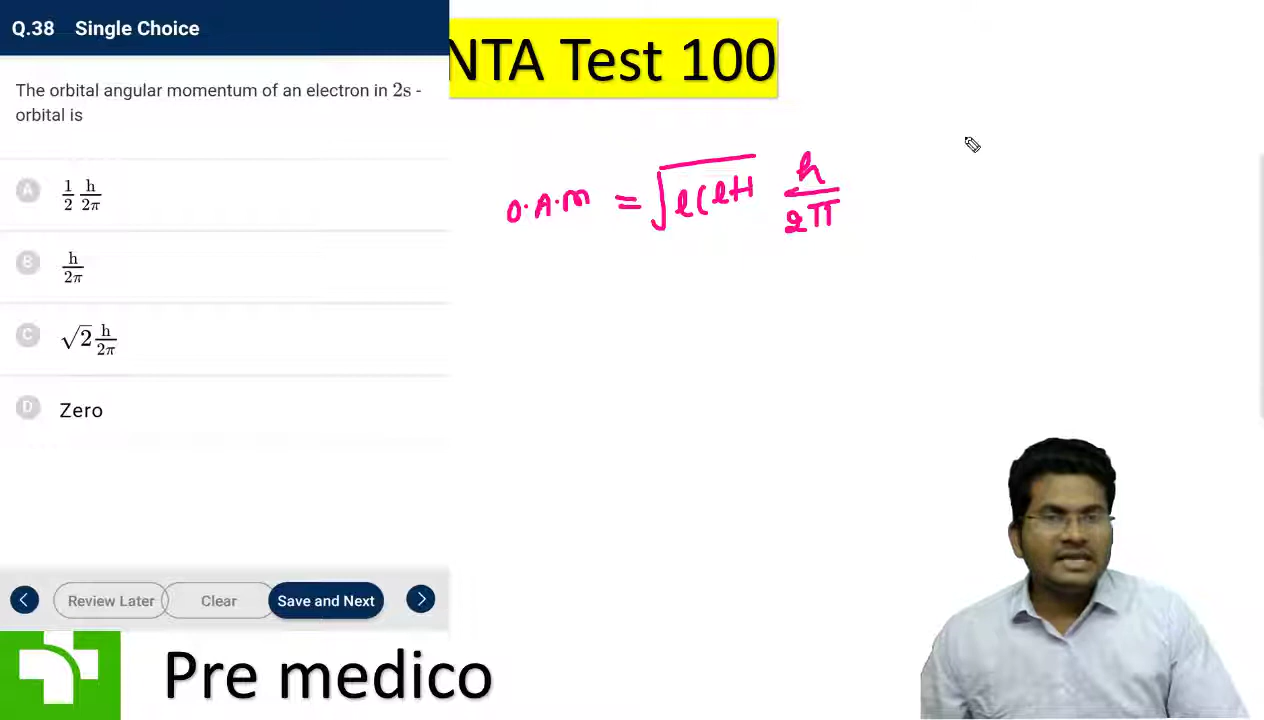 Q.38 Single Choice
NTA Test 100
The orbital angular momentum of an electron in 2s -
orbital is
O.A.M = √l(l+1 h/2π
A 1/2 h/2π
B h/2π
C √2 h/2π
D Zero
Review Later Clear Save and Next
Pre medico